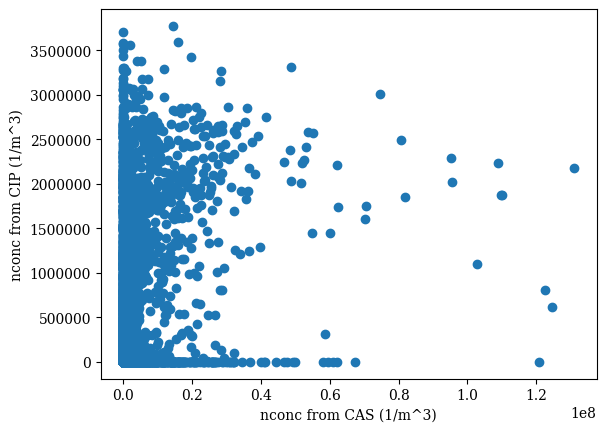 3500000
3000000
2500000
2000000
1500000
1000000
500000
0
nconc from CIP (1/m^3)
0.0 0.2 0.4 0.6 0.8 1.0 1.2
1e8
nconc from CAS (1/m^3)